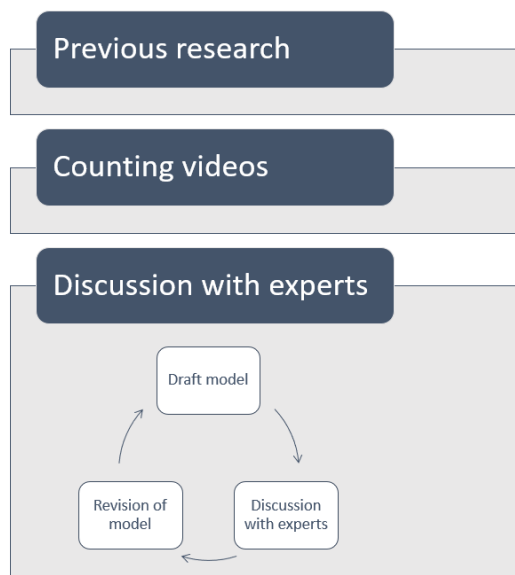 Previous research
Counting videos
Discussion with experts
Draft model
Revision of
model
Discussion
with experts